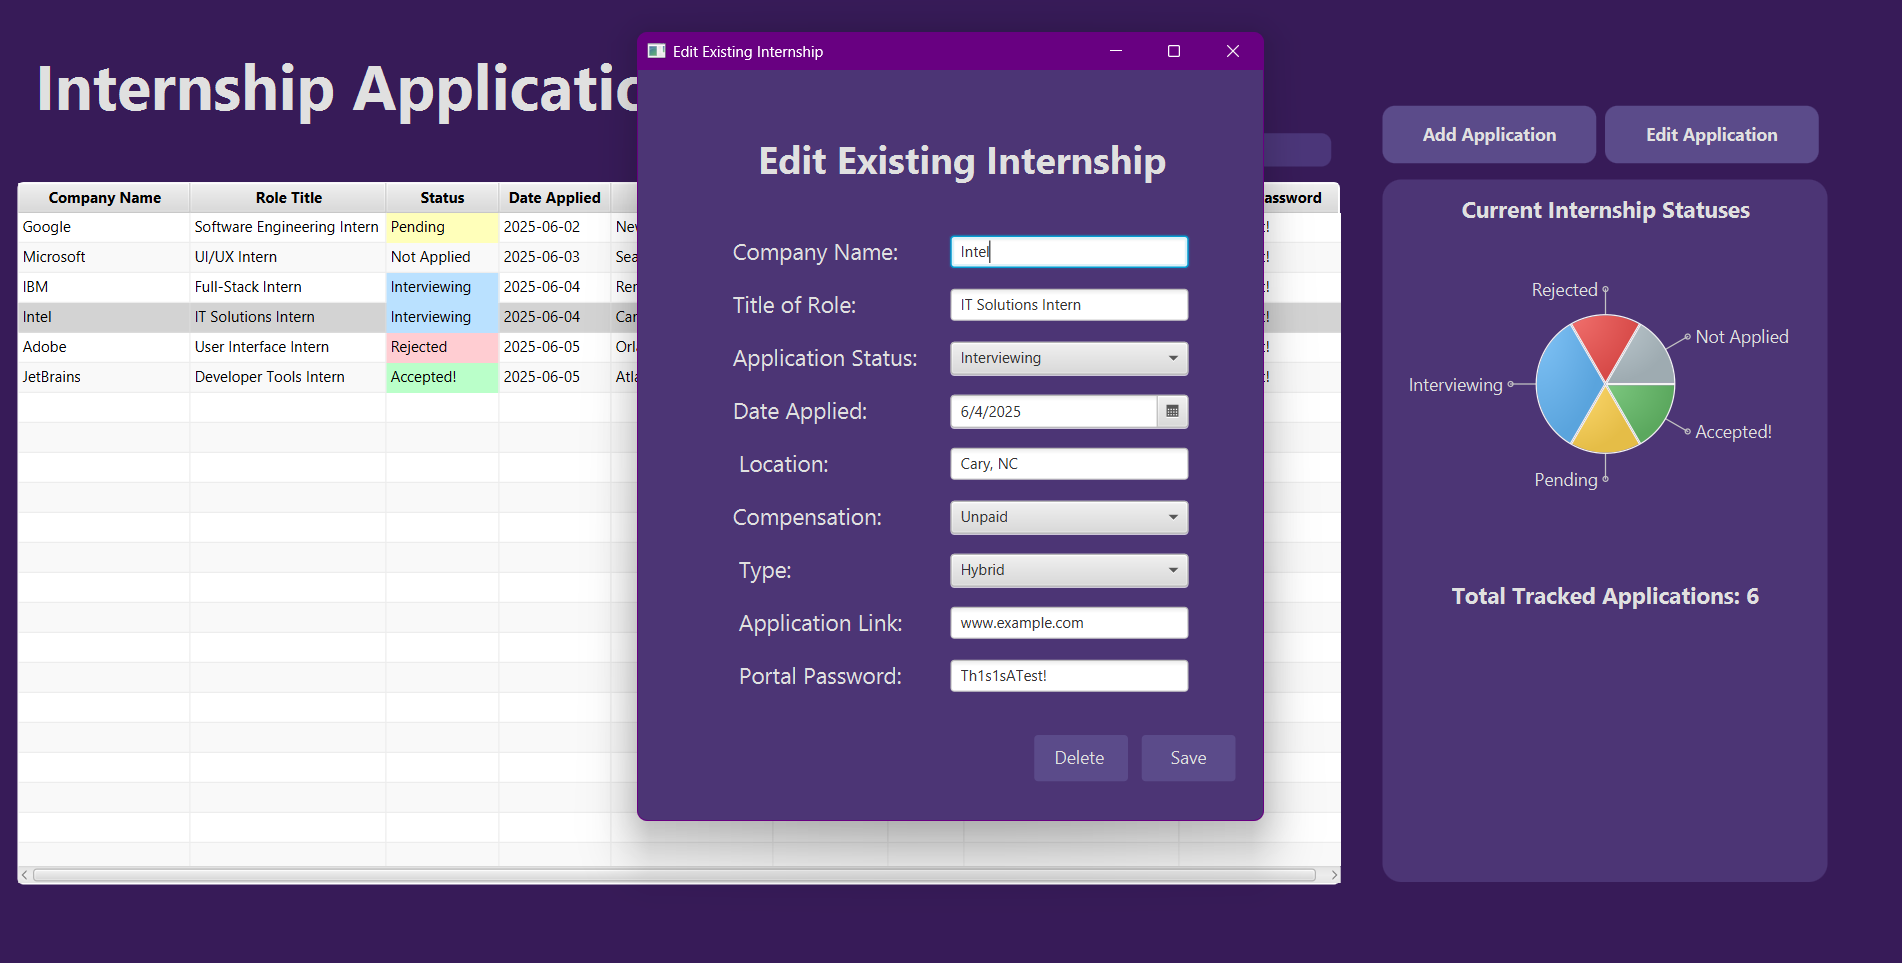 Edit Existing Internship
Internship Applicatio
Add Application
Edit Application
Edit Existing Internship
Company Name Role Title Status Date Applied assword
Google Software Engineering Intern Pending 2025-06-02 New !
Microsoft UI/UX Intern Not Applied 2025-06-03 Sea !
IBM Full-Stack Intern Interviewing 2025-06-04 Rem !
Intel IT Solutions Intern Interviewing 2025-06-04 Car !
Adobe User Interface Intern Rejected 2025-06-05 Orl !
JetBrains Developer Tools Intern Accepted! 2025-06-05 Atla !
Company Name: Intel
Title of Role: IT Solutions Intern
Application Status: Interviewing
Date Applied: 6/4/2025
Location: Cary, NC
Compensation: Unpaid
Type: Hybrid
Application Link: www.example.com
Portal Password: Th1s1sATest!
Delete Save
Current Internship Statuses
Rejected
Not Applied
Interviewing
Accepted!
Pending
Total Tracked Applications: 6